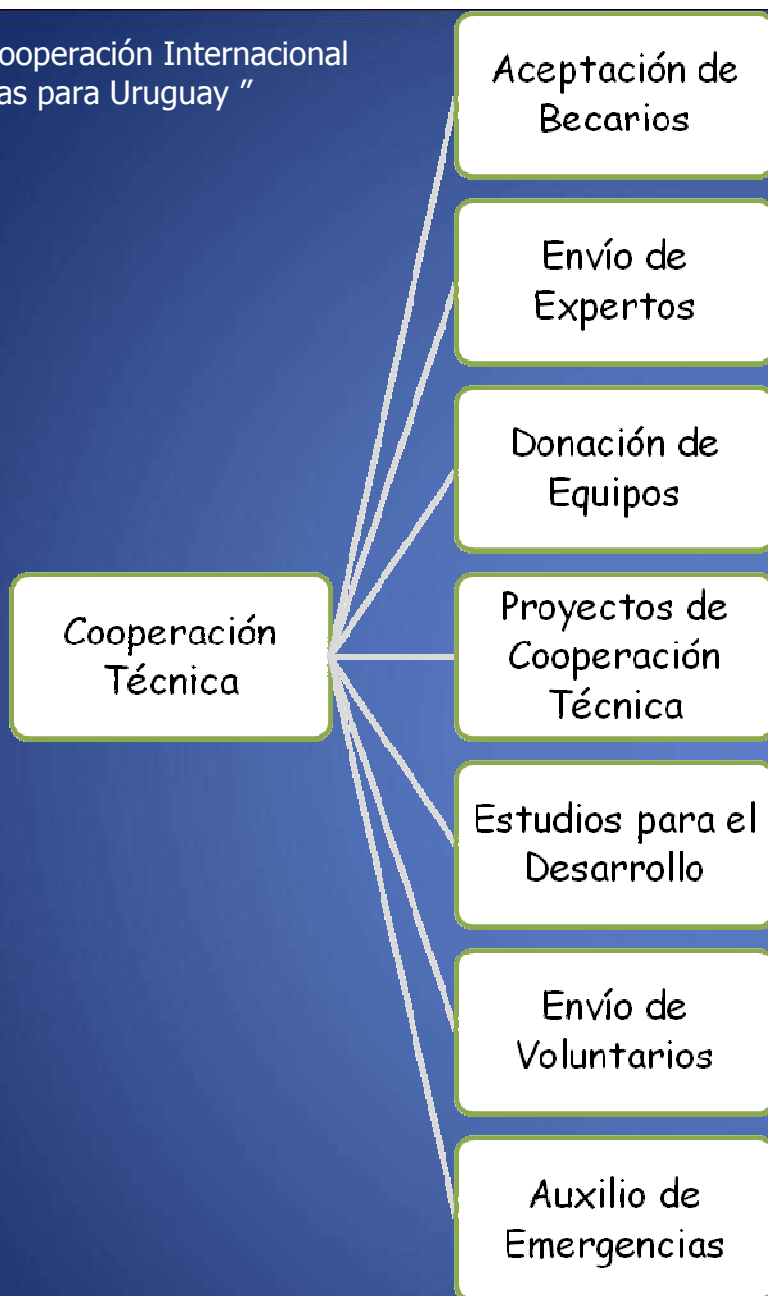 ooperación Internacional
as para Uruguay ”
Aceptación de
Becarios
Envío de
Expertos
Donación de
Equipos
Cooperación
Técnica
Proyectos de
Cooperación
Técnica
Estudios para el
Desarrollo
Envío de
Voluntarios
Auxilio de
Emergencias